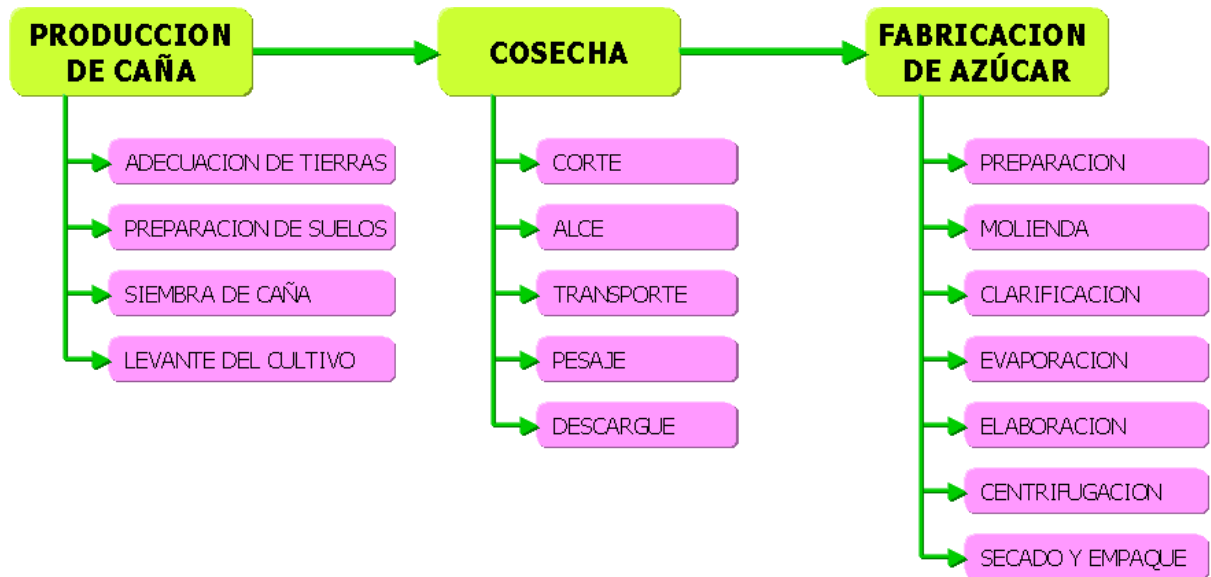 PRODUCCION
DE CAÑA
ADECUACION DE TIERRAS
PREPARACION DE SUELOS
SIEMBRA DE CAÑA
LEVANTE DEL CULTIVO
COSECHA
CORTE
ALCE
TRANSPORTE
PESAJE
DESCARGUE
FABRICACION
DE AZÚCAR
PREPARACION
MOLIENDA
CLARIFICACION
EVAPORACION
ELABORACION
CENTRIFUGACION
SECADO Y EMPAQUE